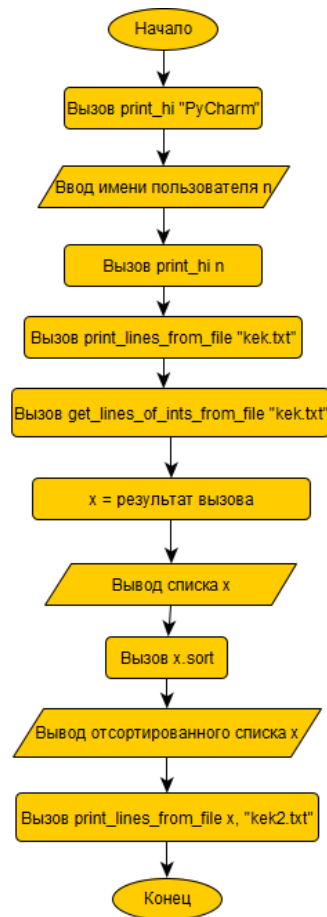 Начало
Вызов print_hi "PyCharm"
Ввод имени пользователя n
Вызов print_hi n
Вызов print_lines_from_file "kek.txt"
Вызов get_lines_of_ints_from_file "kek.txt"
x = результат вызова
Вывод списка x
Вызов x.sort
Вывод отсортированного списка x
Вызов print_lines_from_file x, "kek2.txt"
Конец